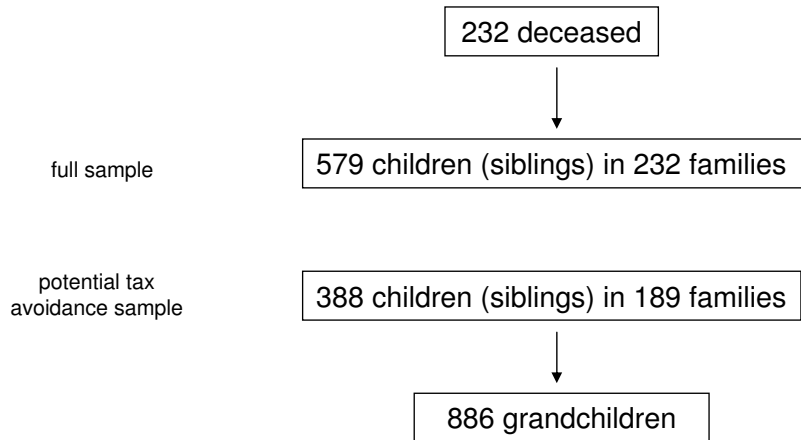 232 deceased
full sample
579 children (siblings) in 232 families
potential tax
avoidance sample
388 children (siblings) in 189 families
886 grandchildren